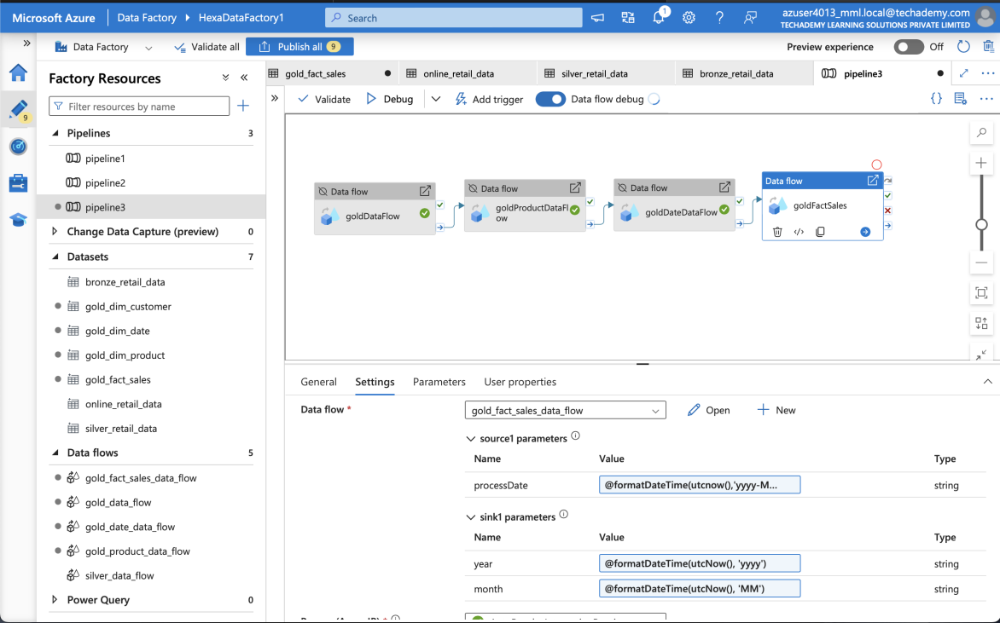 Microsoft Azure
Data Factory
HexaDataFactory1
Search
1
azuser4013_mml.local@techademy.com
TECHADEMY LEARNING SOLUTIONS PRIVATE LIMITED
Data Factory
Validate all
Publish all 9
Preview experience
Off
9
Factory Resources
Filter resources by name
Pipelines 3
pipeline1
pipeline2
pipeline3
Change Data Capture (preview) 0
Datasets 7
bronze_retail_data
gold_dim_customer
gold_dim_date
gold_dim_product
gold_fact_sales
online_retail_data
silver_retail_data
Data flows 5
gold_fact_sales_data_flow
gold_data_flow
gold_date_data_flow
gold_product_data_flow
silver_data_flow
Power Query 0
gold_fact_sales
online_retail_data
silver_retail_data
bronze_retail_data
pipeline3
Validate
Debug
Add trigger
Data flow debug
Data flow
goldDataFlow
Data flow
goldProductDataFl
ow
Data flow
goldDateDataFlow
Data flow
goldFactSales
General
Settings
Parameters
User properties
Data flow *
gold_fact_sales_data_flow
Open
New
source1 parameters
Name Value Type
processDate @formatDateTime(utcnow(),'yyyy-M... string
sink1 parameters
Name Value Type
year @formatDateTime(utcNow(), 'yyyy') string
month @formatDateTime(utcNow(), 'MM') string